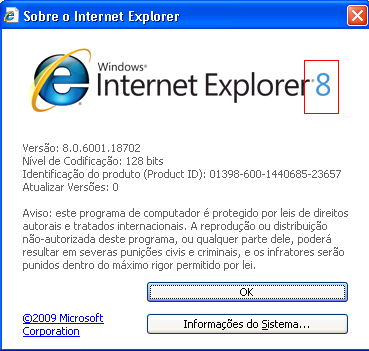 Sobre o Internet Explorer
Windows®
Internet Explorer 8
Versão: 8.0.6001.18702
Nível de Codificação: 128 bits
Identificação do produto (Product ID): 01398-600-1440685-23657
Atualizar Versões: 0
Aviso: este programa de computador é protegido por leis de direitos
autorais e tratados internacionais. A reprodução ou distribuição
não-autorizada deste programa, ou qualquer parte dele, poderá
resultar em severas punições civis e criminais, e os infratores serão
punidos dentro do máximo rigor permitido por lei.
OK
©2009 Microsoft
Corporation
Informações do Sistema...